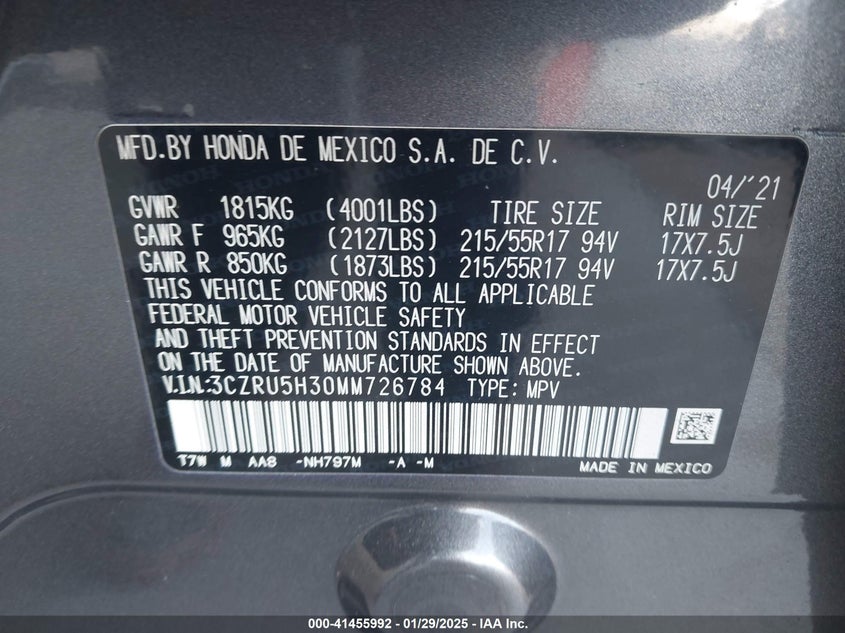 MFD.BY HONDA DE MEXICO S.A. DE C.V.
04/'21
GVWR 1815KG (4001LBS) TIRE SIZE RIM SIZE
GAWR F 965KG (2127LBS) 215/55R17 94V 17X7.5J
GAWR R 850KG (1873LBS) 215/55R17 94V 17X7.5J
THIS VEHICLE CONFORMS TO ALL APPLICABLE
FEDERAL MOTOR VEHICLE SAFETY
AND THEFT PREVENTION STANDARDS IN EFFECT
ON THE DATE OF MANUFACTURE SHOWN ABOVE.
V.I.N.:3CZRU5H30MM726784 TYPE: MPV
T7W M AA8 -NH797M -A -M
MADE IN MEXICO
000-41455992 - 01/29/2025 - IAA Inc.